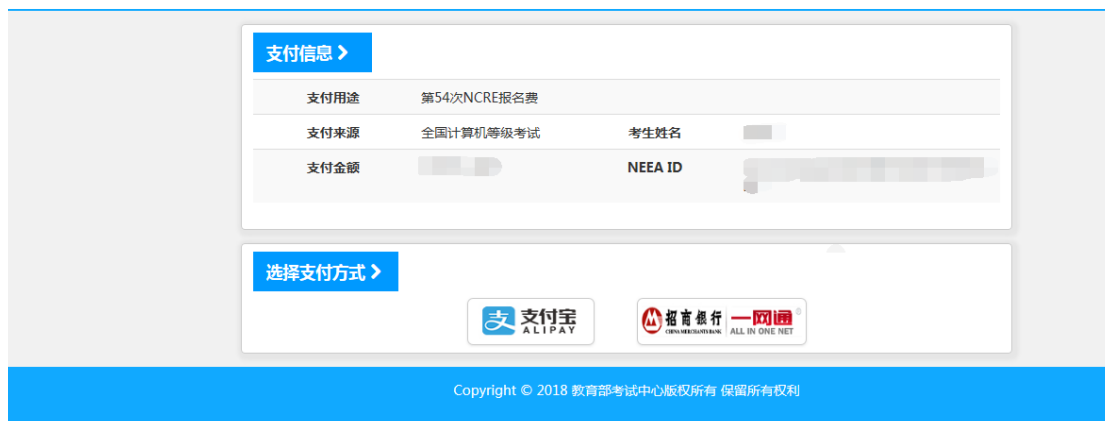 支付信息
支付用途 第54次NCRE报名费
支付来源 全国计算机等级考试 考生姓名
支付金额 NEEA ID
选择支付方式
支付宝 ALIPAY
招商银行 CHINA MERCHANTS BANK 一网通 ALL IN ONE NET
Copyright © 2018 教育部考试中心版权所有 保留所有权利